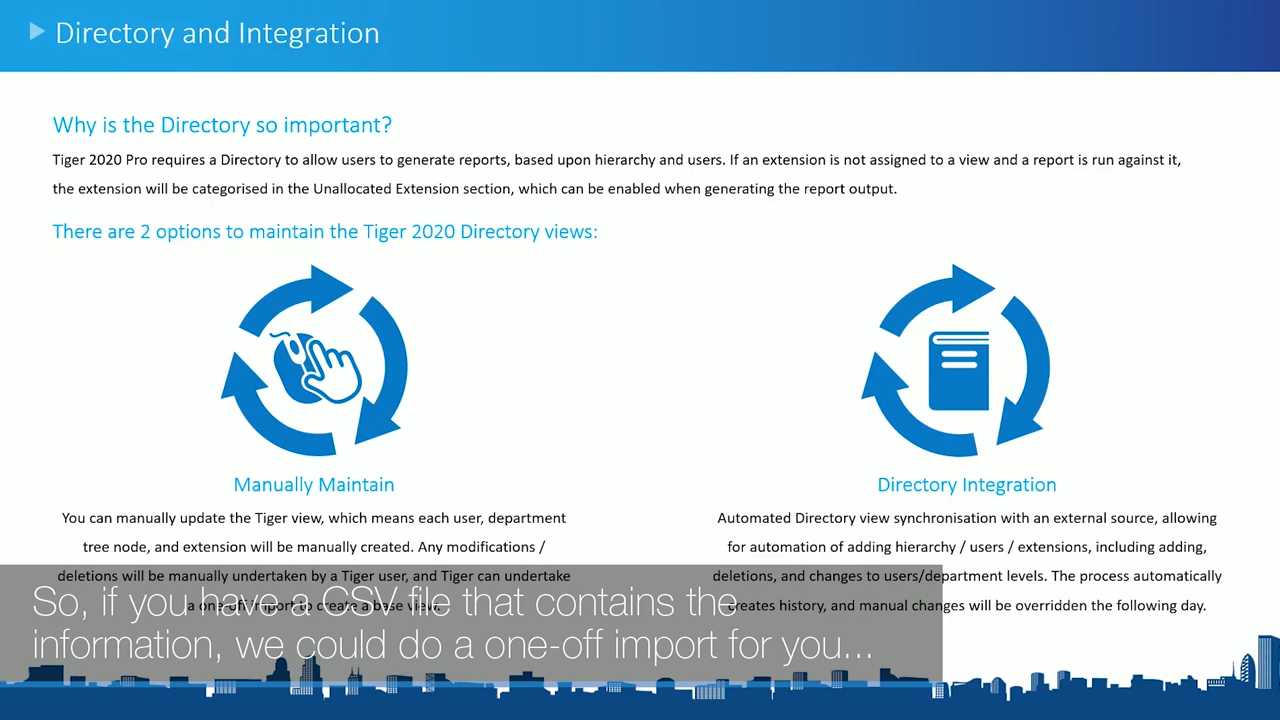 Directory and Integration
Why is the Directory so important?
Tiger 2020 Pro requires a Directory to allow users to generate reports, based upon hierarchy and users. If an extension is not assigned to a view and a report is run against it,
the extension will be categorised in the Unallocated Extension section, which can be enabled when generating the report output.
There are 2 options to maintain the Tiger 2020 Directory views:
Manually Maintain
You can manually update the Tiger view, which means each user, department
tree node, and extension will be manually created. Any modifications /
deletions will be manually undertaken by a Tiger user, and Tiger can undertake
a one-off import to create a base view.
Directory Integration
Automated Directory view synchronisation with an external source, allowing
for automation of adding hierarchy / users / extensions, including adding,
deletions, and changes to users/department levels. The process automatically
creates history, and manual changes will be overridden the following day.
So, if you have a CSV file that contains the
information, we could do a one-off import for you...